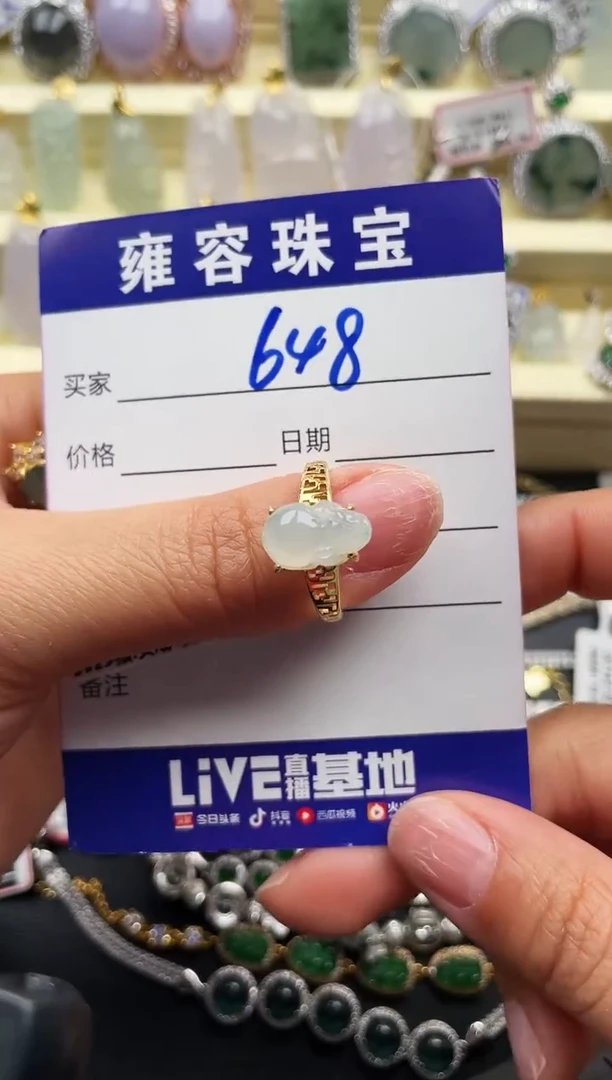 雍容珠宝
买家 648
价格 日期
备注
LiVE直播基地
今日头条 抖音 西瓜视频